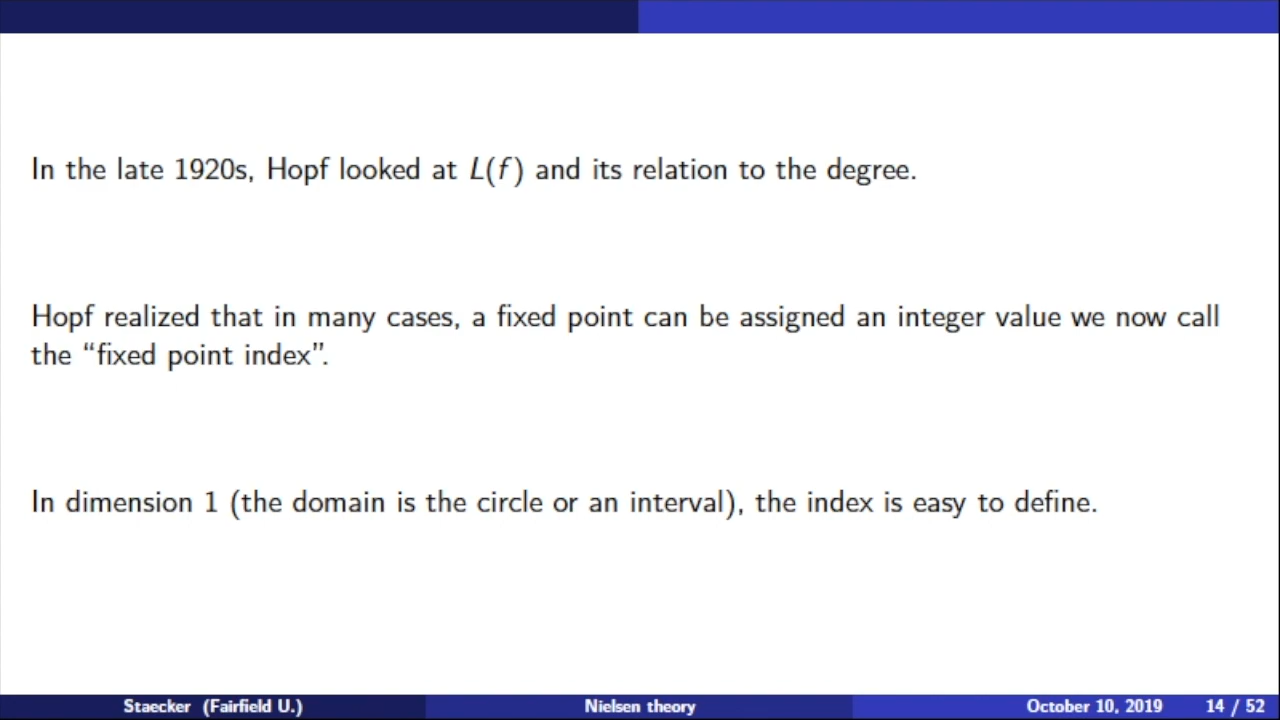 In the late 1920s, Hopf looked at L(f) and its relation to the degree.
Hopf realized that in many cases, a fixed point can be assigned an integer value we now call
the “fixed point index”.
In dimension 1 (the domain is the circle or an interval), the index is easy to define.
Staecker (Fairfield U.) Nielsen theory October 10, 2019 14 / 52